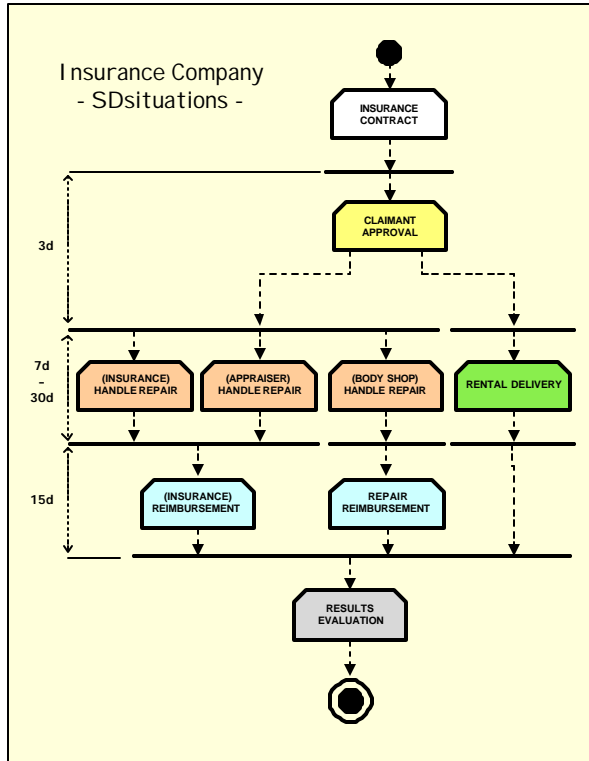 Insurance Company
- SDsituations -
INSURANCE
CONTRACT
3d
CLAIMANT
APPROVAL
7d
–
30d
(INSURANCE)
HANDLE REPAIR
(APPRAISER)
HANDLE REPAIR
(BODY SHOP)
HANDLE REPAIR
RENTAL DELIVERY
15d
(INSURANCE)
REIMBURSEMENT
REPAIR
REIMBURSEMENT
RESULTS
EVALUATION